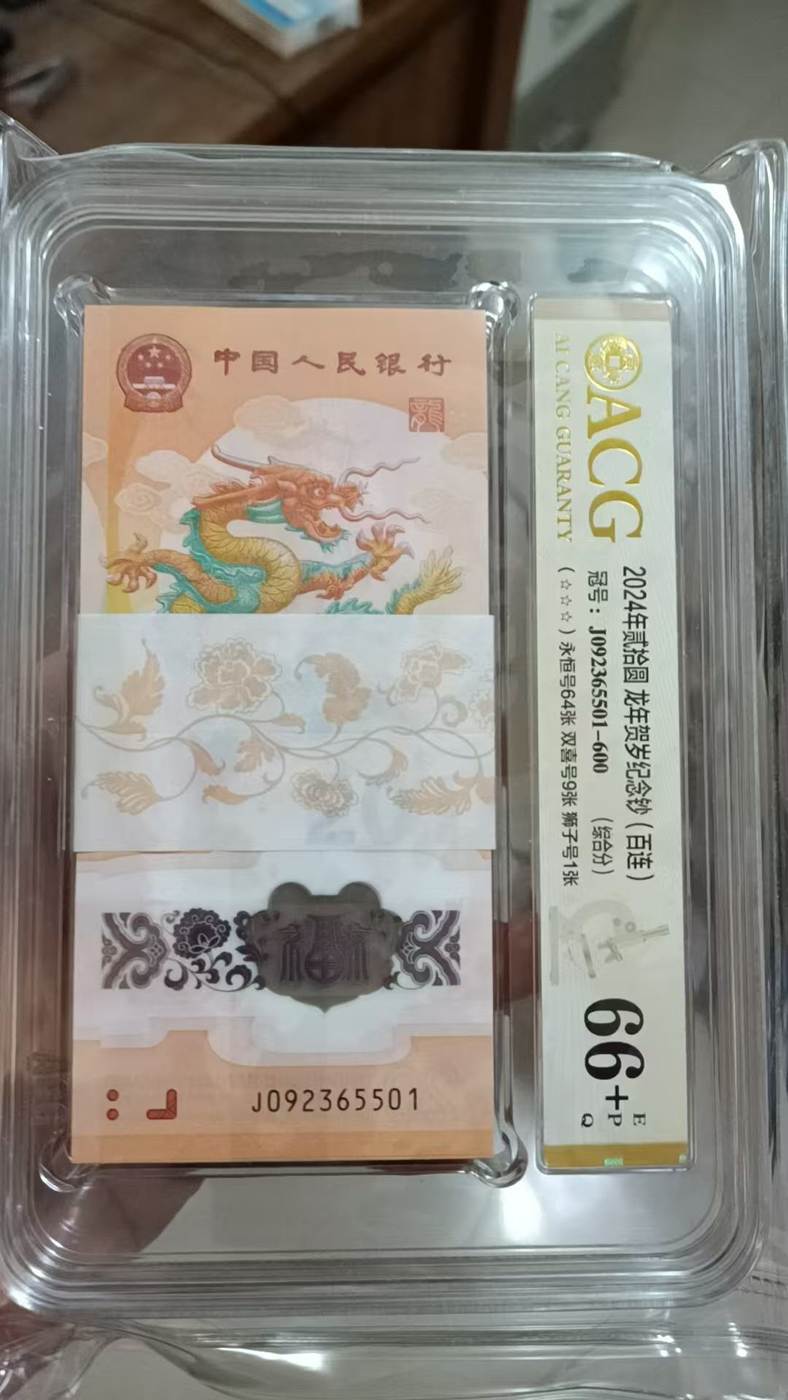 中国人民银行
龍
福
J092365501
ACG
AI CANG GUARANTY
2024年贰拾圆 龙年贺岁纪念钞（百连）
冠号：J092365501-600 （综合分）
（☆☆☆）永恒号64张 双喜号9张 狮子号1张
66+
E
P
Q